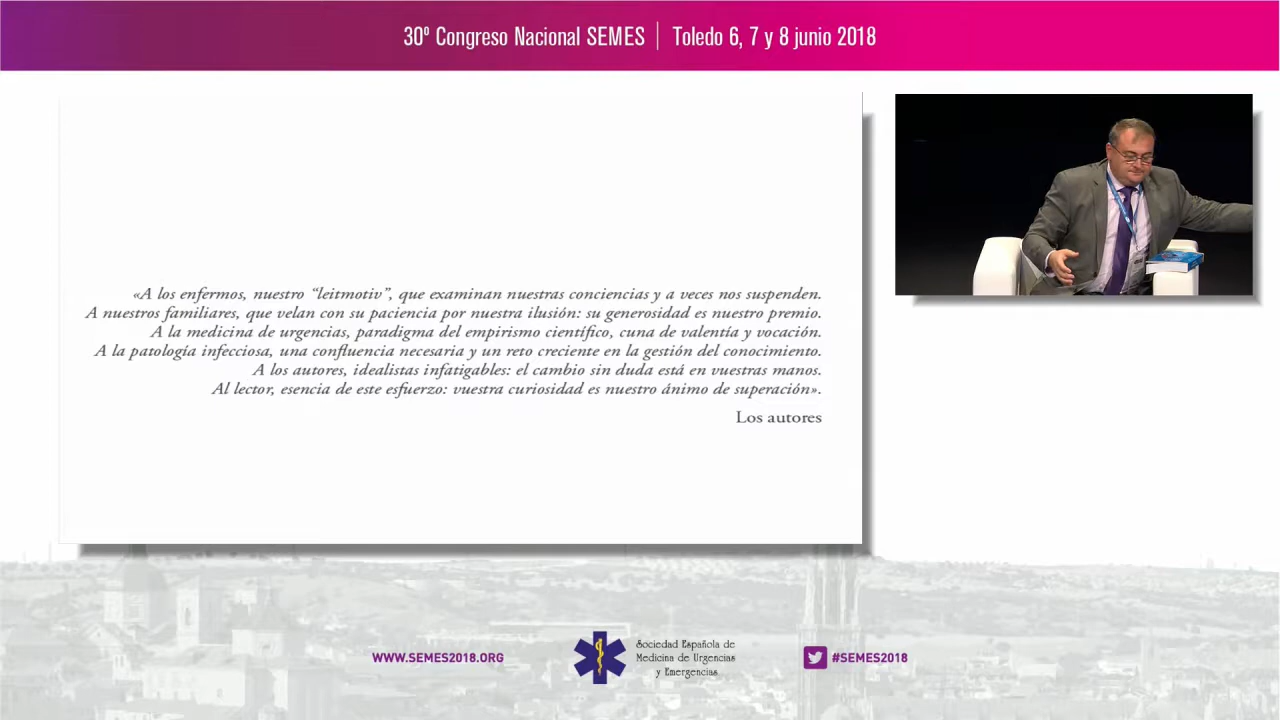 30º Congreso Nacional SEMES | Toledo 6, 7 y 8 junio 2018
«A los enfermos, nuestro “leitmotiv”, que examinan nuestras conciencias y a veces nos suspenden.
A nuestros familiares, que velan con su paciencia por nuestra ilusión: su generosidad es nuestro premio.
A la medicina de urgencias, paradigma del empirismo científico, cuna de valentía y vocación.
A la patología infecciosa, una confluencia necesaria y un reto creciente en la gestión del conocimiento.
A los autores, idealistas infatigables: el cambio sin duda está en vuestras manos.
Al lector, esencia de este esfuerzo: vuestra curiosidad es nuestro ánimo de superación».
Los autores
WWW.SEMES2018.ORG
Sociedad Española de
Medicina de Urgencias
y Emergencias
#SEMES2018